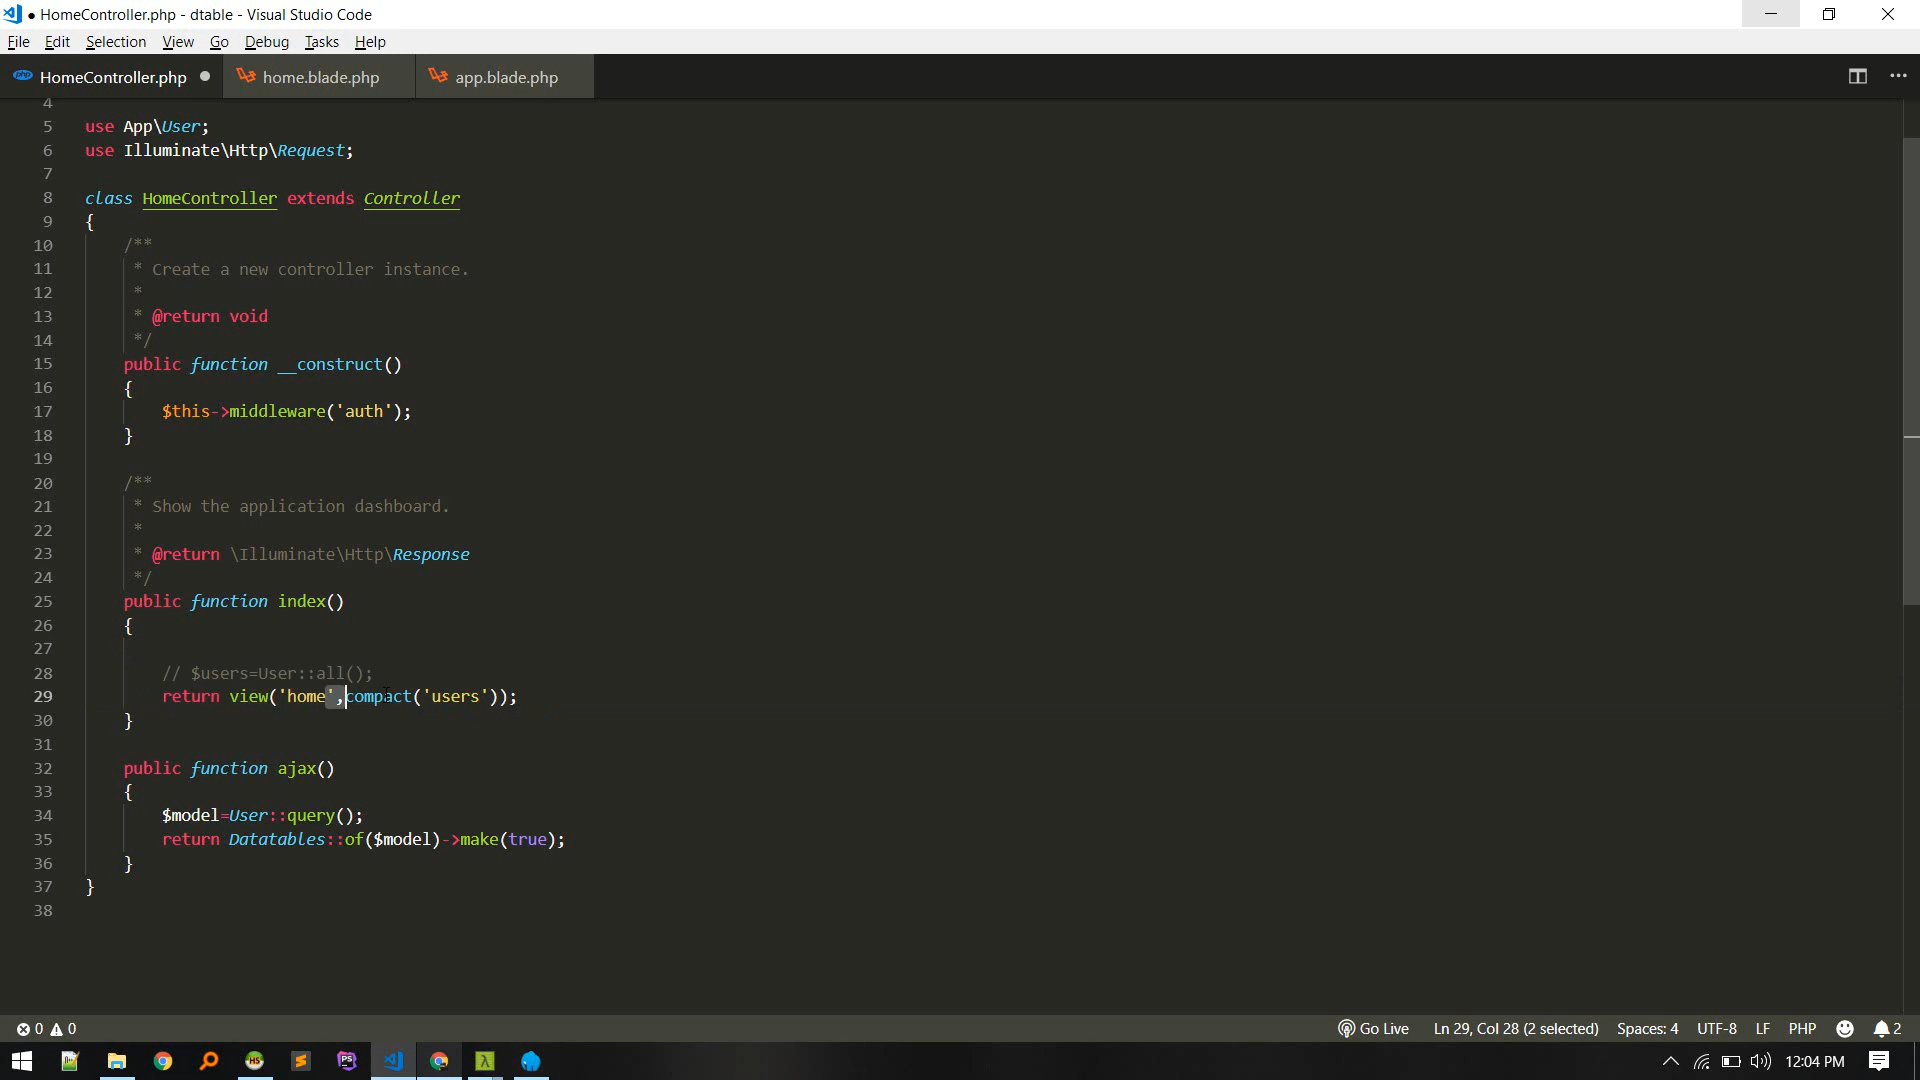 ● HomeController.php - dtable - Visual Studio Code
File Edit Selection View Go Debug Tasks Help
php HomeController.php ● home.blade.php app.blade.php
4
5 use App\User;
6 use Illuminate\Http\Request;
7
8 class HomeController extends Controller
9 {
10 /**
11 * Create a new controller instance.
12 *
13 * @return void
14 */
15 public function __construct()
16 {
17 $this->middleware('auth');
18 }
19
20 /**
21 * Show the application dashboard.
22 *
23 * @return \Illuminate\Http\Response
24 */
25 public function index()
26 {
27
28 // $users=User::all();
29 return view('home',compact('users'));
30 }
31
32 public function ajax()
33 {
34 $model=User::query();
35 return Datatables::of($model)->make(true);
36 }
37 }
38
0 0 Go Live Ln 29, Col 28 (2 selected) Spaces: 4 UTF-8 LF PHP 2
HS PS λ 12:04 PM